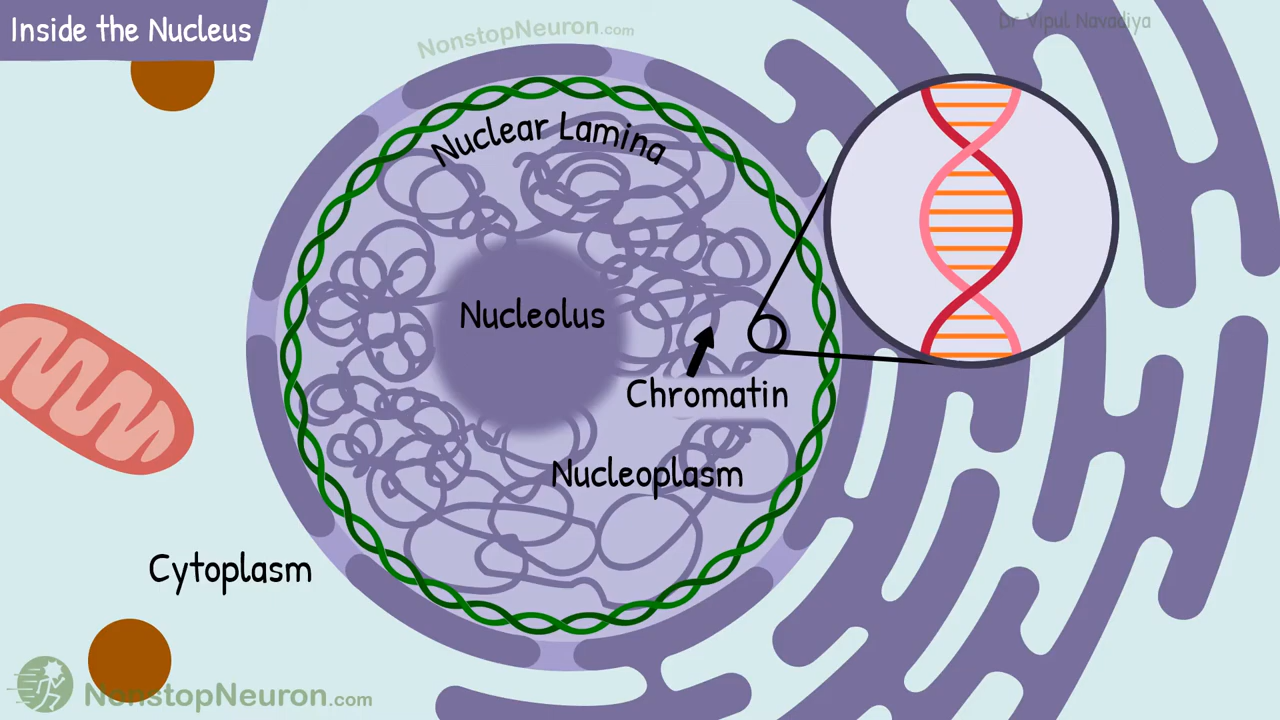 Inside the Nucleus
NonstopNeuron.com
Dr Vipul Navadiya
Nuclear Lamina
Nucleolus
Chromatin
Nucleoplasm
Cytoplasm
NonstopNeuron.com